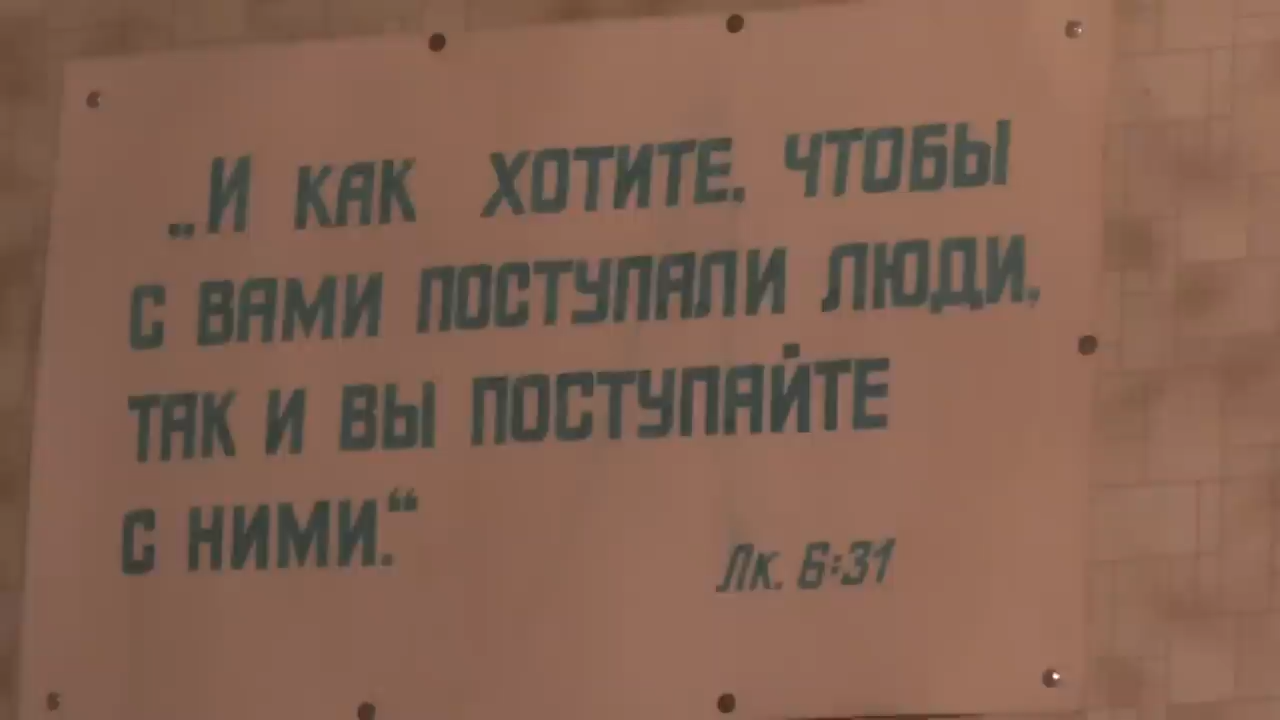 „И КАК ХОТИТЕ, ЧТОБЫ
С ВАМИ ПОСТУПАЛИ ЛЮДИ,
ТАК И ВЫ ПОСТУПАЙТЕ
С НИМИ.“
Лк. 6:31